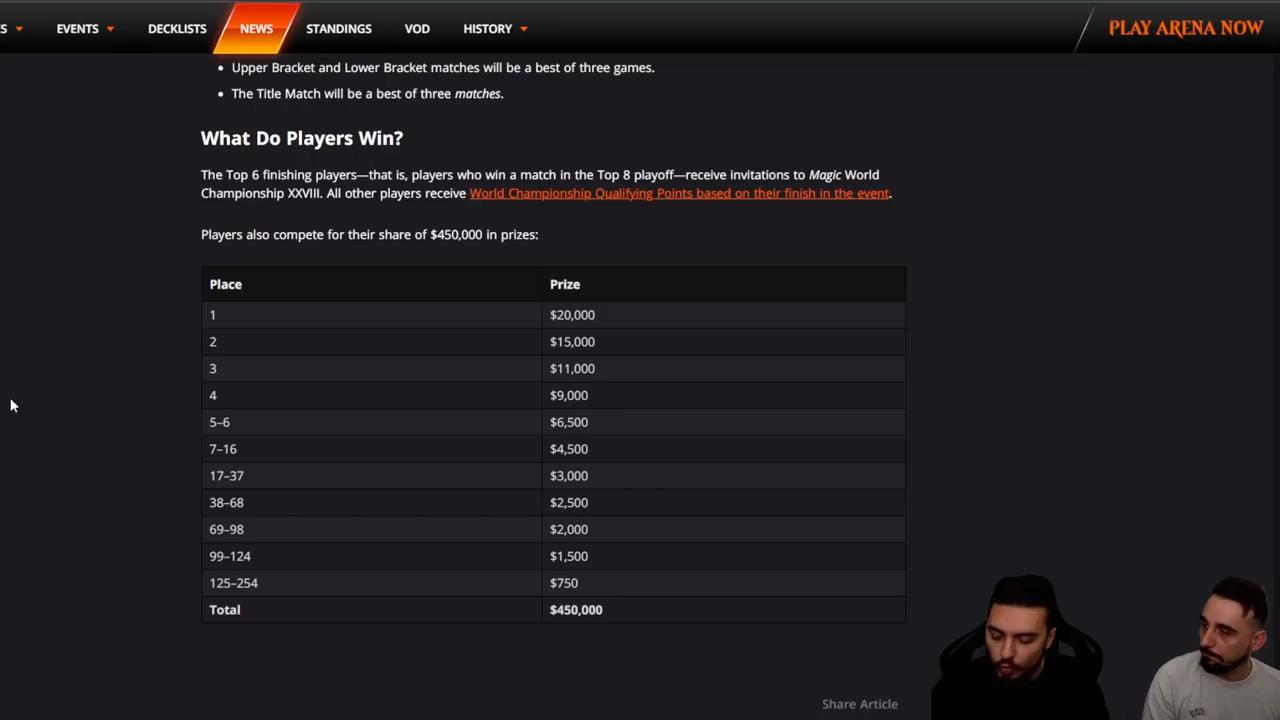 S EVENTS DECKLISTS NEWS STANDINGS VOD HISTORY PLAY ARENA NOW
• Upper Bracket and Lower Bracket matches will be a best of three games.
• The Title Match will be a best of three matches.
What Do Players Win?
The Top 6 finishing players—that is, players who win a match in the Top 8 playoff—receive invitations to Magic World
Championship XXVIII. All other players receive World Championship Qualifying Points based on their finish in the event.
Players also compete for their share of $450,000 in prizes:
Place Prize
1 $20,000
2 $15,000
3 $11,000
4 $9,000
5–6 $6,500
7–16 $4,500
17–37 $3,000
38–68 $2,500
69–98 $2,000
99–124 $1,500
125–254 $750
Total $450,000
Share Article